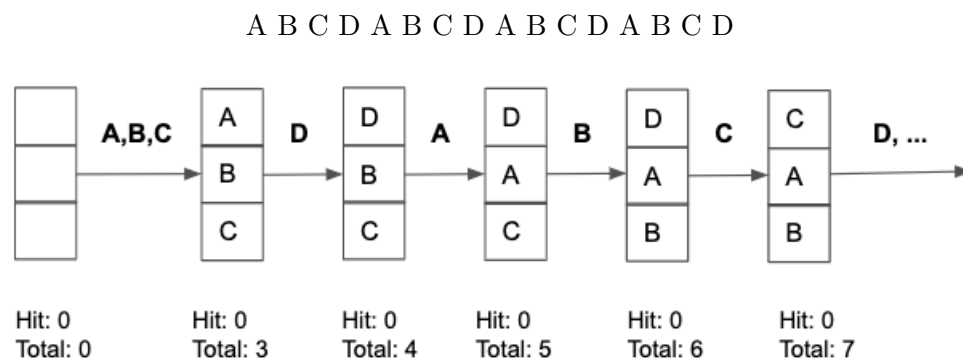 A B C D A B C D A B C D A B C D
A,B,C
D
A
B
C
D, ...
A
D
D
D
C
B
B
A
A
A
C
C
C
B
B
Hit: 0
Hit: 0
Hit: 0
Hit: 0
Hit: 0
Hit: 0
Total: 0
Total: 3
Total: 4
Total: 5
Total: 6
Total: 7